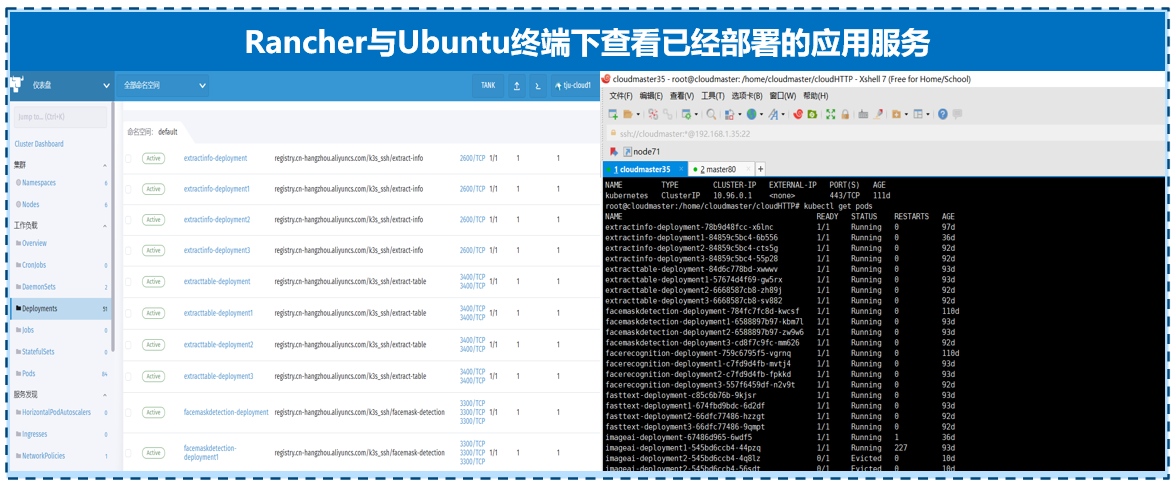 Rancher与Ubuntu终端下查看已经部署的应用服务
仪表盘
全部命名空间
TANK
tju-cloud1
Jump to... (Ctrl+K)
Cluster Dashboard
集群
Namespaces 6
Nodes 6
工作负载
Overview
CronJobs 0
DaemonSets 2
Deployments 51
Jobs 0
StatefulSets 0
Pods 84
服务发现
HorizontalPodAutoscalers 0
Ingresses 0
NetworkPolicies 1
命名空间: default
Active extractinfo-deployment registry.cn-hangzhou.aliyuncs.com/k3s_ssh/extract-info 2600/TCP 1/1 1 1
Active extractinfo-deployment1 registry.cn-hangzhou.aliyuncs.com/k3s_ssh/extract-info 2600/TCP 1/1 1 1
Active extractinfo-deployment2 registry.cn-hangzhou.aliyuncs.com/k3s_ssh/extract-info 2600/TCP 1/1 1 1
Active extractinfo-deployment3 registry.cn-hangzhou.aliyuncs.com/k3s_ssh/extract-info 2600/TCP 1/1 1 1
Active extracttable-deployment registry.cn-hangzhou.aliyuncs.com/k3s_ssh/extract-table 3400/TCP 1/1 1 1
3400/TCP
Active extracttable-deployment1 registry.cn-hangzhou.aliyuncs.com/k3s_ssh/extract-table 3400/TCP 1/1 1 1
3400/TCP
Active extracttable-deployment2 registry.cn-hangzhou.aliyuncs.com/k3s_ssh/extract-table 3400/TCP 1/1 1 1
3400/TCP
Active extracttable-deployment3 registry.cn-hangzhou.aliyuncs.com/k3s_ssh/extract-table 3400/TCP 1/1 1 1
3400/TCP
Active facemaskdetection-deployment registry.cn-hangzhou.aliyuncs.com/k3s_ssh/facemask-detection 3300/TCP 1/1 1 1
3300/TCP
3300/TCP
Active facemaskdetection-deployment1 registry.cn-hangzhou.aliyuncs.com/k3s_ssh/facemask-detection 3300/TCP 1/1 1 1
3300/TCP
3300/TCP
cloudmaster35 - root@cloudmaster: /home/cloudmaster/cloudHTTP - Xshell 7 (Free for Home/School)
文件(F) 编辑(E) 查看(V) 工具(T) 选项卡(B) 窗口(W) 帮助(H)
ssh://cloudmaster:*@192.168.1.35:22
node71
1 cloudmaster35 × 2 master80 × +
NAME TYPE CLUSTER-IP EXTERNAL-IP PORT(S) AGE
kubernetes ClusterIP 10.96.0.1 <none> 443/TCP 111d
root@cloudmaster:/home/cloudmaster/cloudHTTP# kubectl get pods
NAME READY STATUS RESTARTS AGE
extractinfo-deployment-78b9d48fcc-x6lnc 1/1 Running 0 97d
extractinfo-deployment1-84859c5bc4-6b556 1/1 Running 0 36d
extractinfo-deployment2-84859c5bc4-cts5g 1/1 Running 0 92d
extractinfo-deployment3-84859c5bc4-55p28 1/1 Running 0 92d
extracttable-deployment-84d6c778bd-xwwwv 1/1 Running 0 93d
extracttable-deployment1-57674d4f69-gw5rx 1/1 Running 0 93d
extracttable-deployment2-6668587cb8-zh89j 1/1 Running 0 92d
extracttable-deployment3-6668587cb8-sv882 1/1 Running 0 92d
facemaskdetection-deployment-784fc7fc8d-kwcsf 1/1 Running 0 110d
facemaskdetection-deployment1-6588897b97-kbm7l 1/1 Running 0 93d
facemaskdetection-deployment2-6588897b97-zw9w6 1/1 Running 0 93d
facemaskdetection-deployment3-cd8f7c9fc-mm626 1/1 Running 0 92d
facerecognition-deployment-759c6795f5-vgrnq 1/1 Running 0 110d
facerecognition-deployment1-c7fd9d4fb-mvtj4 1/1 Running 0 93d
facerecognition-deployment2-c7fd9d4fb-fpkkd 1/1 Running 0 93d
facerecognition-deployment3-557f6459df-n2v9t 1/1 Running 0 92d
fasttext-deployment-c85c6b76b-9kjsr 1/1 Running 0 93d
fasttext-deployment1-674fbd9bdc-6d2df 1/1 Running 0 93d
fasttext-deployment2-66dfc77486-hzzgt 1/1 Running 0 92d
fasttext-deployment3-66dfc77486-9qmpt 1/1 Running 0 92d
imageai-deployment-67486d965-6wdf5 1/1 Running 1 36d
imageai-deployment1-545bd6ccb4-44pzq 1/1 Running 227 93d
imageai-deployment2-545bd6ccb4-4q8lz 0/1 Evicted 0 10d
imageai-deployment2-545bd6ccb4-56sdt 0/1 Evicted 0 10d